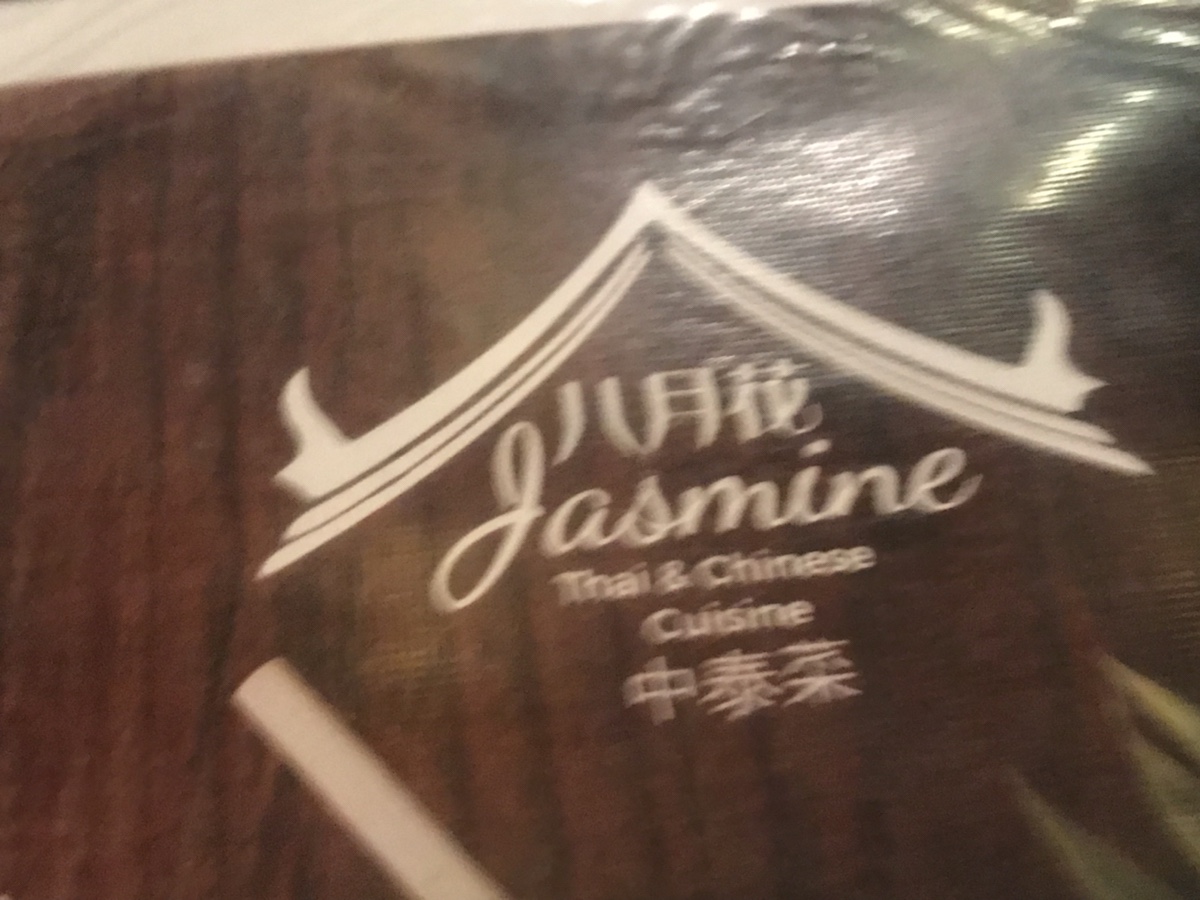 八月花
Jasmine
Thai & Chinese
Cuisine
中泰菜